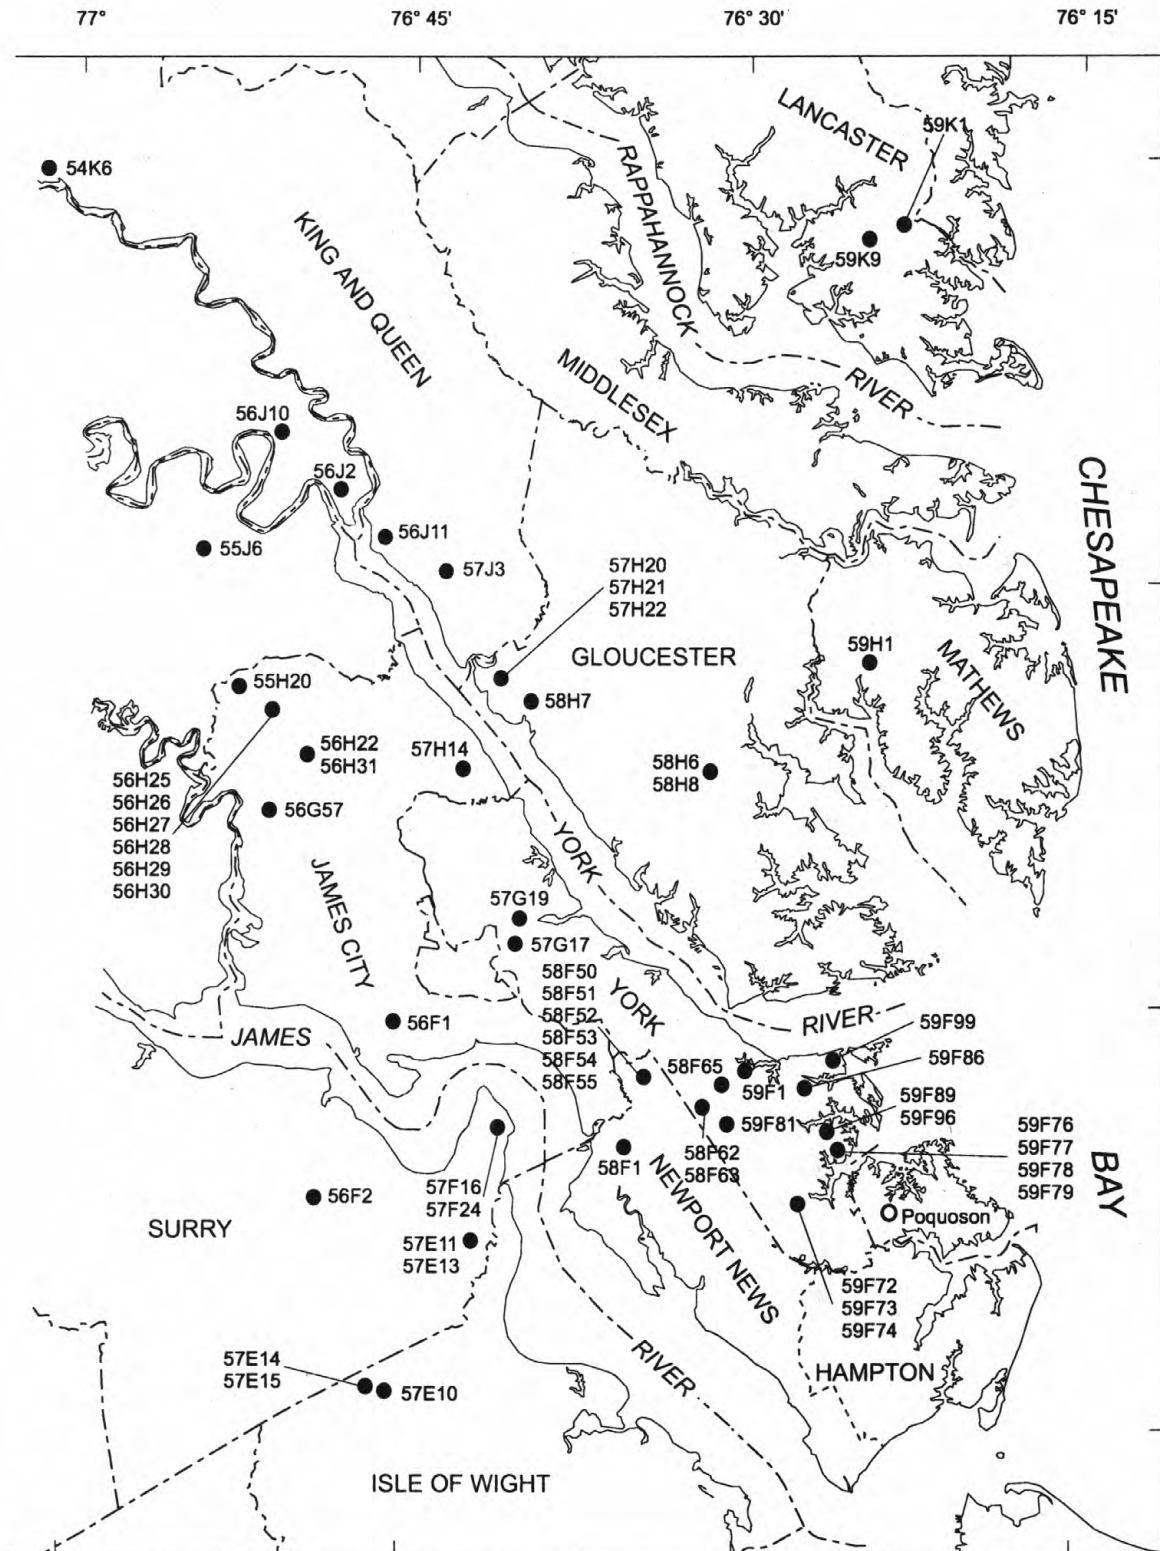 77°
76° 45'
76° 30'
76° 15'
LANCASTER
59K1
54K6
RAPPAHANNOCK
KING AND QUEEN
59K9
MIDDLESEX
RIVER
56J10
56J2
CHESAPEAKE
56J11
55J6
57J3
57H20
57H21
57H22
GLOUCESTER
59H1
MATHEWS
55H20
58H7
56H22
56H31
57H14
58H6
58H8
56H25
56H26
56H27
56H28
56H29
56H30
56G57
YORK
JAMES CITY
57G19
57G17
58F50
58F51
58F52
58F53
58F54
58F55
YORK
RIVER
56F1
JAMES
59F99
58F65
59F1
59F86
59F89
59F96
59F81
59F76
59F77
59F78
59F79
58F62
58F63
58F1
NEWPORT NEWS
BAY
57F16
57F24
56F2
SURRY
Poquoson
57E11
57E13
59F72
59F73
59F74
RIVER
HAMPTON
57E14
57E15
57E10
ISLE OF WIGHT